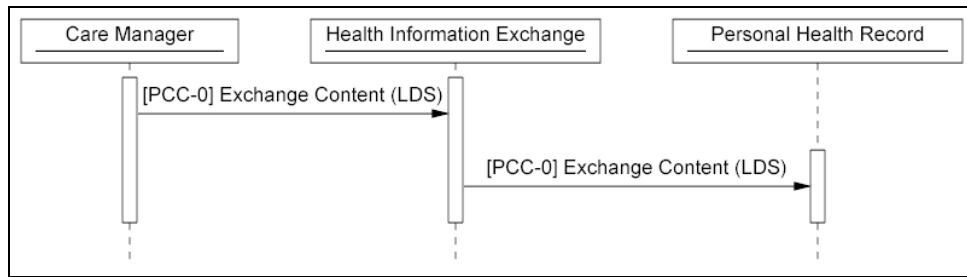 Care Manager
Health Information Exchange
Personal Health Record
[PCC-0] Exchange Content (LDS)
[PCC-0] Exchange Content (LDS)